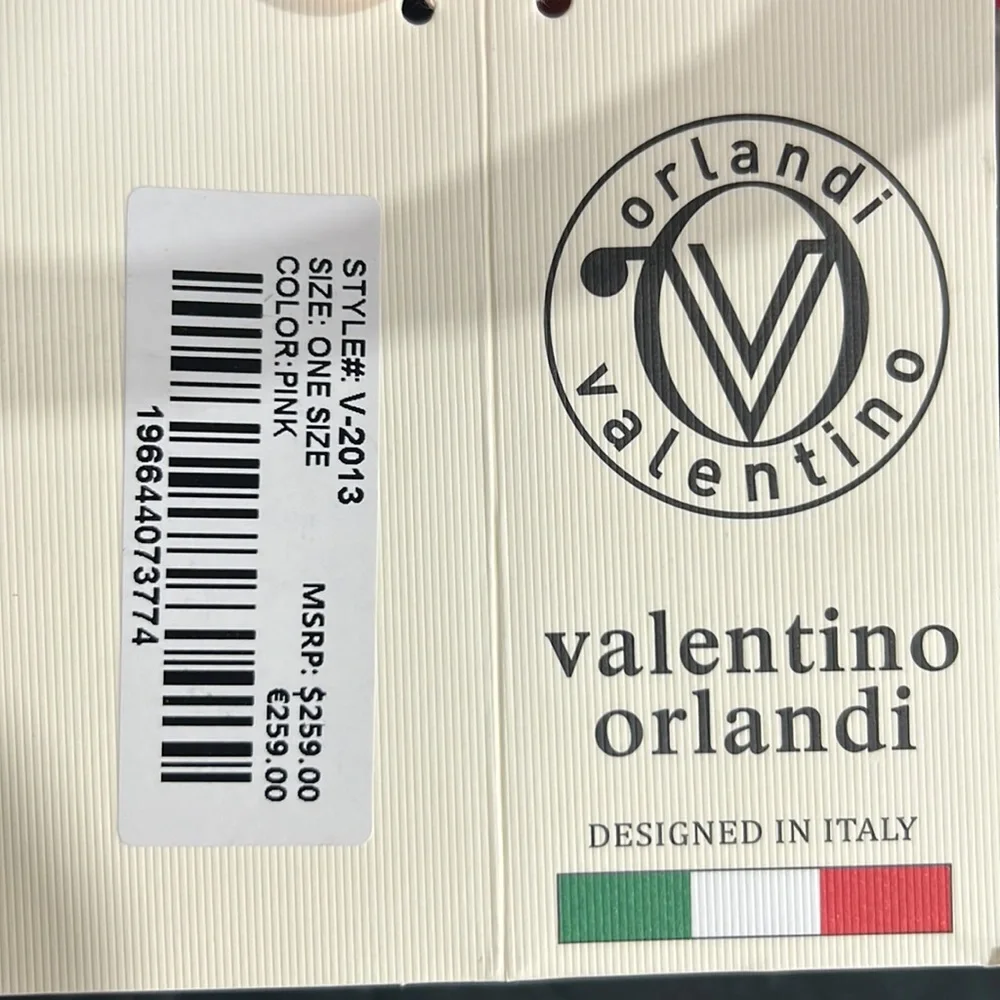 STYLE#: V-2013
SIZE: ONE SIZE
COLOR:PINK
MSRP: $259.00
€259.00
196644073774
orlandi
valentino
valentino
orlandi
DESIGNED IN ITALY